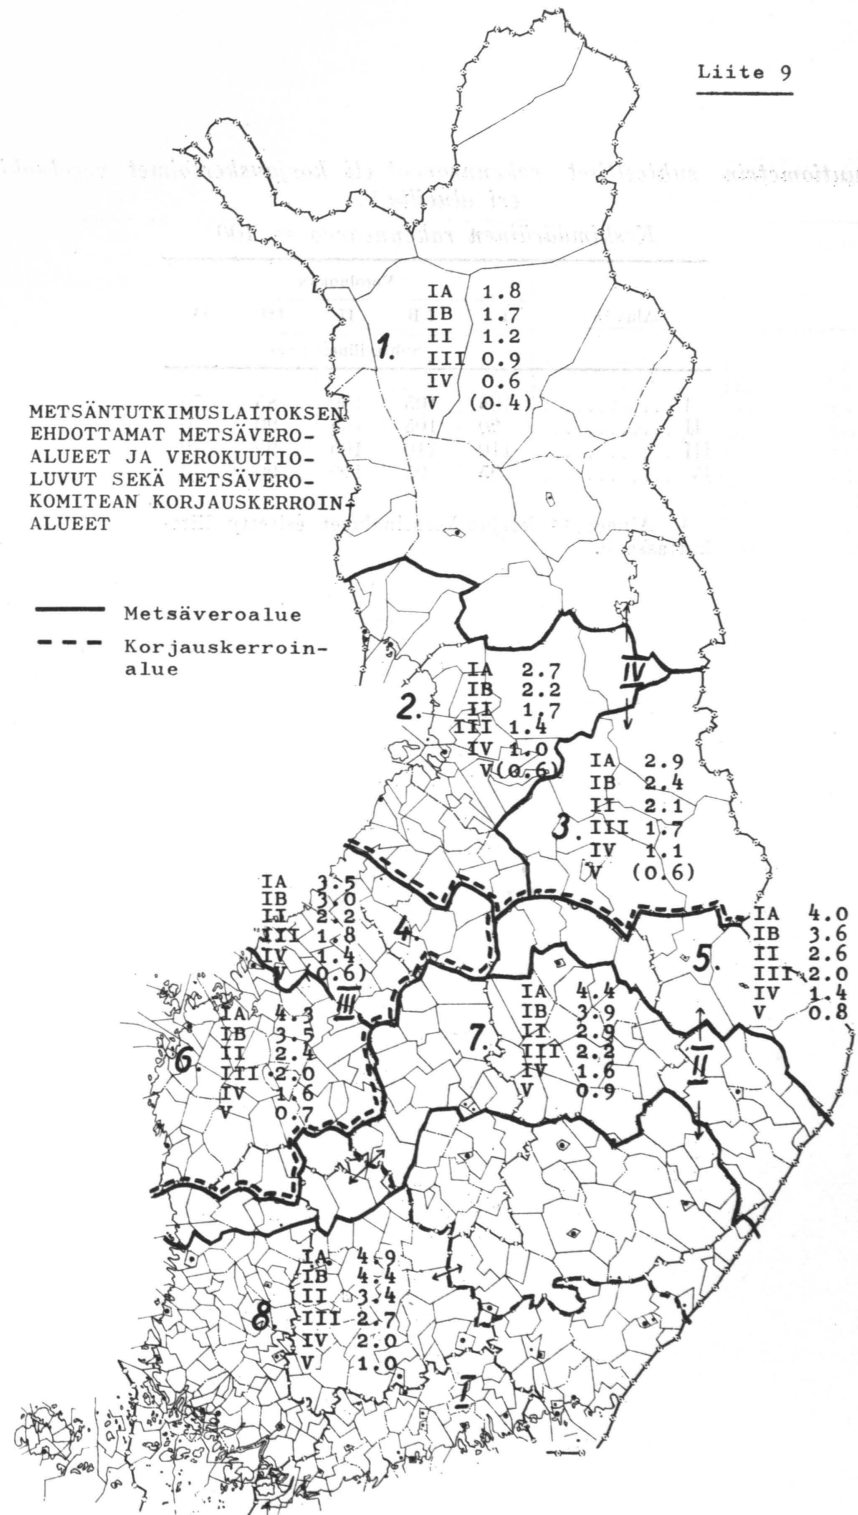 Liite 9
IA 1.8
IB 1.7
II 1.2
III 0.9
IV 0.6
V (0.4)
1.
METSÄNTUTKIMUSLAITOKSEN
EHDOTTAMAT METSÄVERO-
ALUEET JA VEROKUUTIO-
LUVUT SEKÄ METSÄVERO-
KOMITEAN KORJAUSKERROIN-
ALUEET
Metsäveroalue
Korjauskerroin-
alue
IV
2.
IA 2.7
IB 2.2
II 1.7
III 1.4
IV 1.0
V (0.6)
3.
IA 2.9
IB 2.4
II 2.1
III 1.7
IV 1.1
V (0.6)
IA 3.5
IB 3.0
II 2.2
III 1.8
IV 1.4
V (0.6)
4.
5.
IA 4.0
IB 3.6
II 2.6
III 2.0
IV 1.4
V 0.8
III
6.
IA 4.3
IB 3.5
II 2.4
III 2.0
IV 1.6
V 0.7
7.
IA 4.4
IB 3.9
II 2.9
III 2.2
IV 1.6
V 0.9
II
8.
IA 4.9
IB 4.4
II 3.4
III 2.7
IV 2.0
V 1.0
I